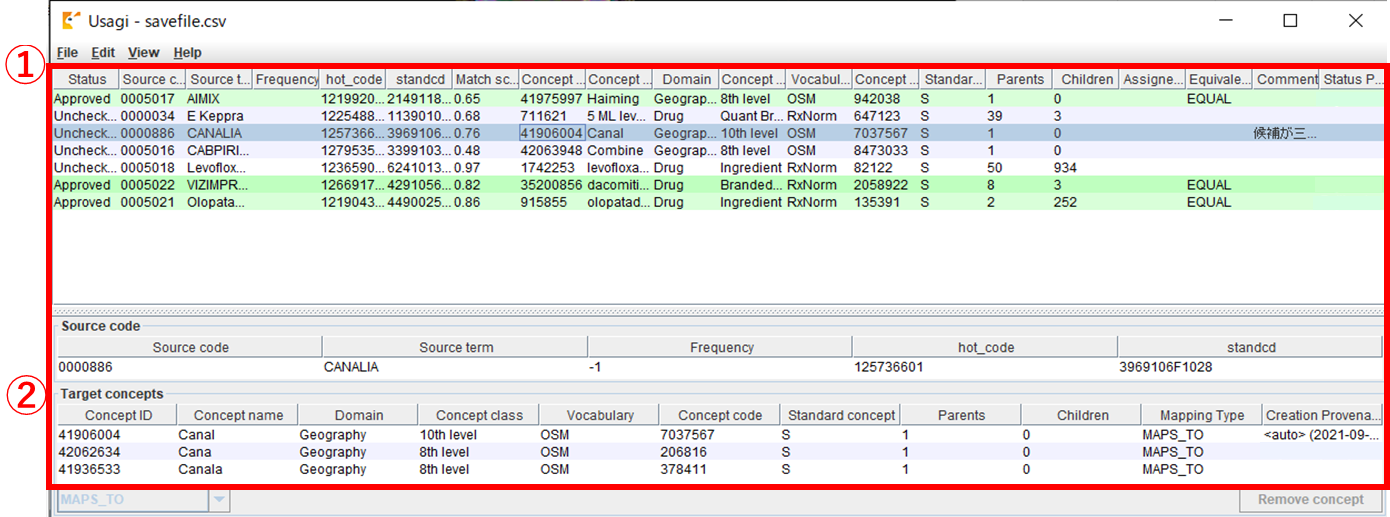 Usagi - savefile.csv
File Edit View Help
①
Status Source c... Source t... Frequency hot_code standcd Match sc... Concept ... Concept ... Domain Concept ... Vocabul... Concept ... Standar... Parents Children Assigne... Equivale... Comment Status P...
Approved 0005017 AIMIX 1219920... 2149118... 0.65 41975997 Haiming Geograp... 8th level OSM 942038 S 1 0 EQUAL
Uncheck... 0000034 E Keppra 1225488... 1139010... 0.68 711621 5 ML lev... Drug Quant Br... RxNorm 647123 S 39 3
Uncheck... 0000886 CANALIA 1257366... 3969106... 0.76 41906004 Canal Geograp... 10th level OSM 7037567 S 1 0 候補が三...
Uncheck... 0005016 CABPIRI... 1279535... 3399103... 0.48 42063948 Combine Geograp... 8th level OSM 8473033 S 1 0
Uncheck... 0005018 Levoflox... 1236590... 6241013... 0.97 1742253 levofloxa... Drug Ingredient RxNorm 82122 S 50 934
Approved 0005022 VIZIMPR... 1266917... 4291056... 0.82 35200856 dacomiti... Drug Branded... RxNorm 2058922 S 8 3 EQUAL
Approved 0005021 Olopata... 1219043... 4490025... 0.86 915855 olopatad... Drug Ingredient RxNorm 135391 S 2 252 EQUAL
Source code
Source code Source term Frequency hot_code standcd
0000886 CANALIA -1 125736601 3969106F1028
②
Target concepts
Concept ID Concept name Domain Concept class Vocabulary Concept code Standard concept Parents Children Mapping Type Creation Provena...
41906004 Canal Geography 10th level OSM 7037567 S 1 0 MAPS_TO <auto> (2021-09-...
42062634 Cana Geography 8th level OSM 206816 S 1 0 MAPS_TO
41936533 Canala Geography 8th level OSM 378411 S 1 0 MAPS_TO
MAPS_TO Remove concept